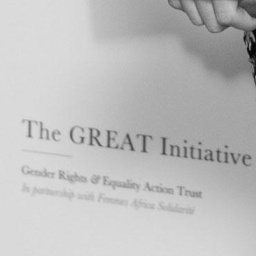 The GREAT Initiative
Gender Rights & Equality Action Trust
In partnership with Femmes Africa Solidarité